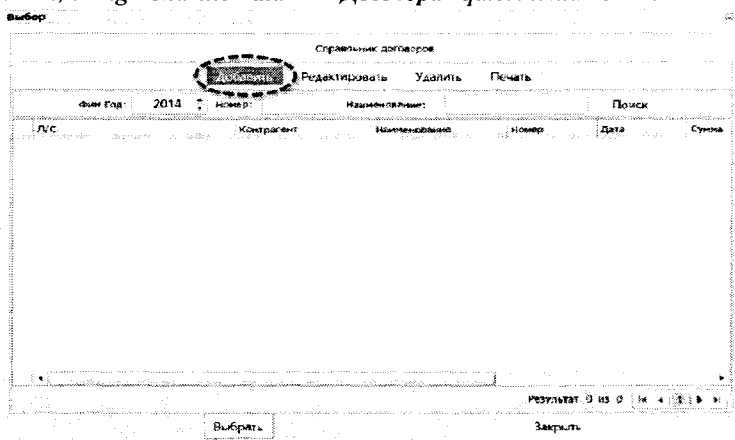 Выбор
Справочник договоров
Добавить Редактировать Удалить Печать
Фин Год: 2014 Номер: Наименование: Поиск
Л/С Контрагент Наименование Номер Дата Сумма
Результат 0 из 0 1
Выбрать Закрыть